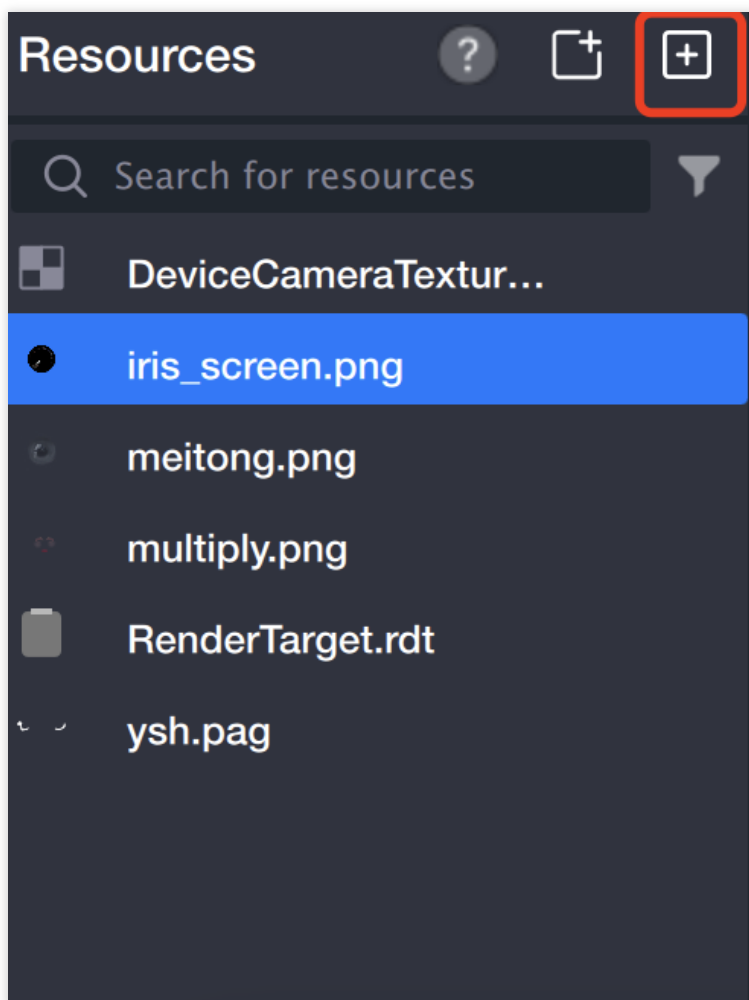 Resources
?
Search for resources
DeviceCameraTextur...
iris_screen.png
meitong.png
multiply.png
RenderTarget.rdt
ysh.pag